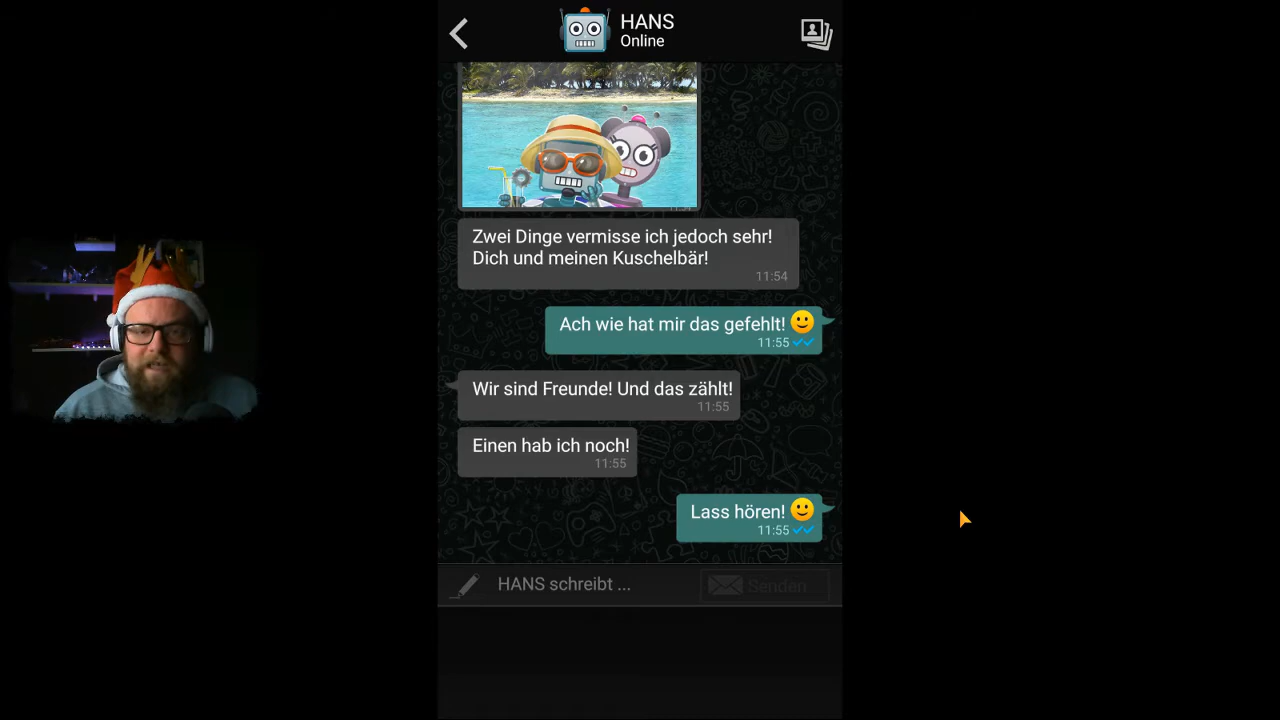 HANS
Online
Zwei Dinge vermisse ich jedoch sehr!
Dich und meinen Kuschelbär!
11:54
Ach wie hat mir das gefehlt! 🙂
11:55
Wir sind Freunde! Und das zählt!
11:55
Einen hab ich noch!
11:55
Lass hören! 🙂
11:55
HANS schreibt ...
Senden